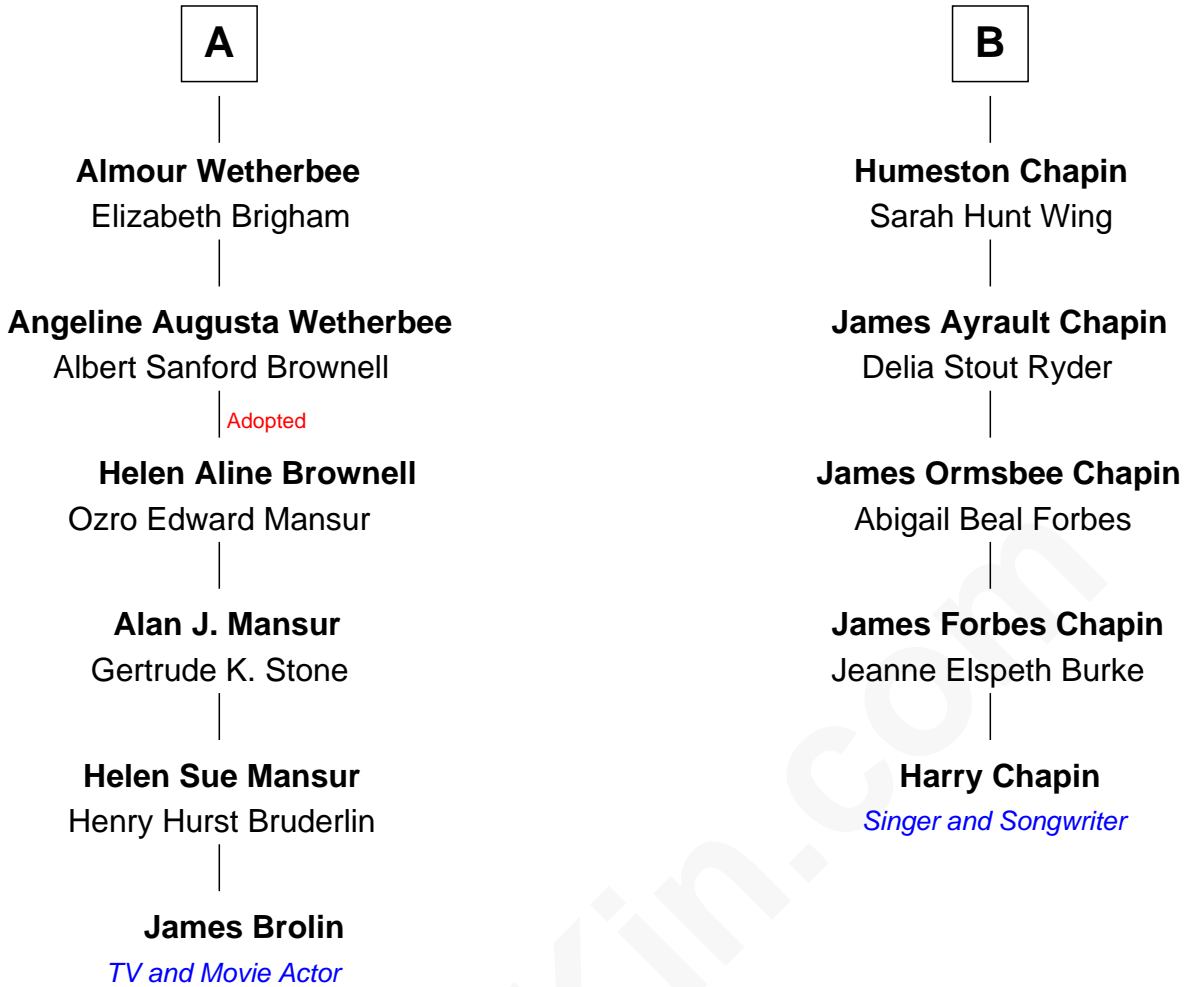 A
Almour Wetherbee
Elizabeth Brigham
Angeline Augusta Wetherbee
Albert Sanford Brownell
Adopted
Helen Aline Brownell
Ozro Edward Mansur
Alan J. Mansur
Gertrude K. Stone
Helen Sue Mansur
Henry Hurst Bruderlin
James Brolin
TV and Movie Actor
B
Humeston Chapin
Sarah Hunt Wing
James Ayrault Chapin
Delia Stout Ryder
James Ormsbee Chapin
Abigail Beal Forbes
James Forbes Chapin
Jeanne Elspeth Burke
Harry Chapin
Singer and Songwriter
Kin.com